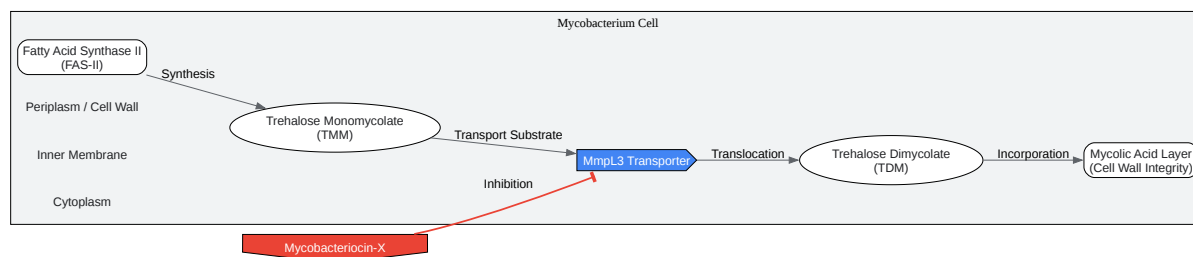 Mycobacterium Cell
Fatty Acid Synthase II
(FAS-II)
Synthesis
Periplasm / Cell Wall
Trehalose Monomycolate
(TMM)
Transport Substrate
Inner Membrane
MmpL3 Transporter
Translocation
Trehalose Dimycolate
(TDM)
Incorporation
Mycolic Acid Layer
(Cell Wall Integrity)
Inhibition
Cytoplasm
Mycobacteriocin-X